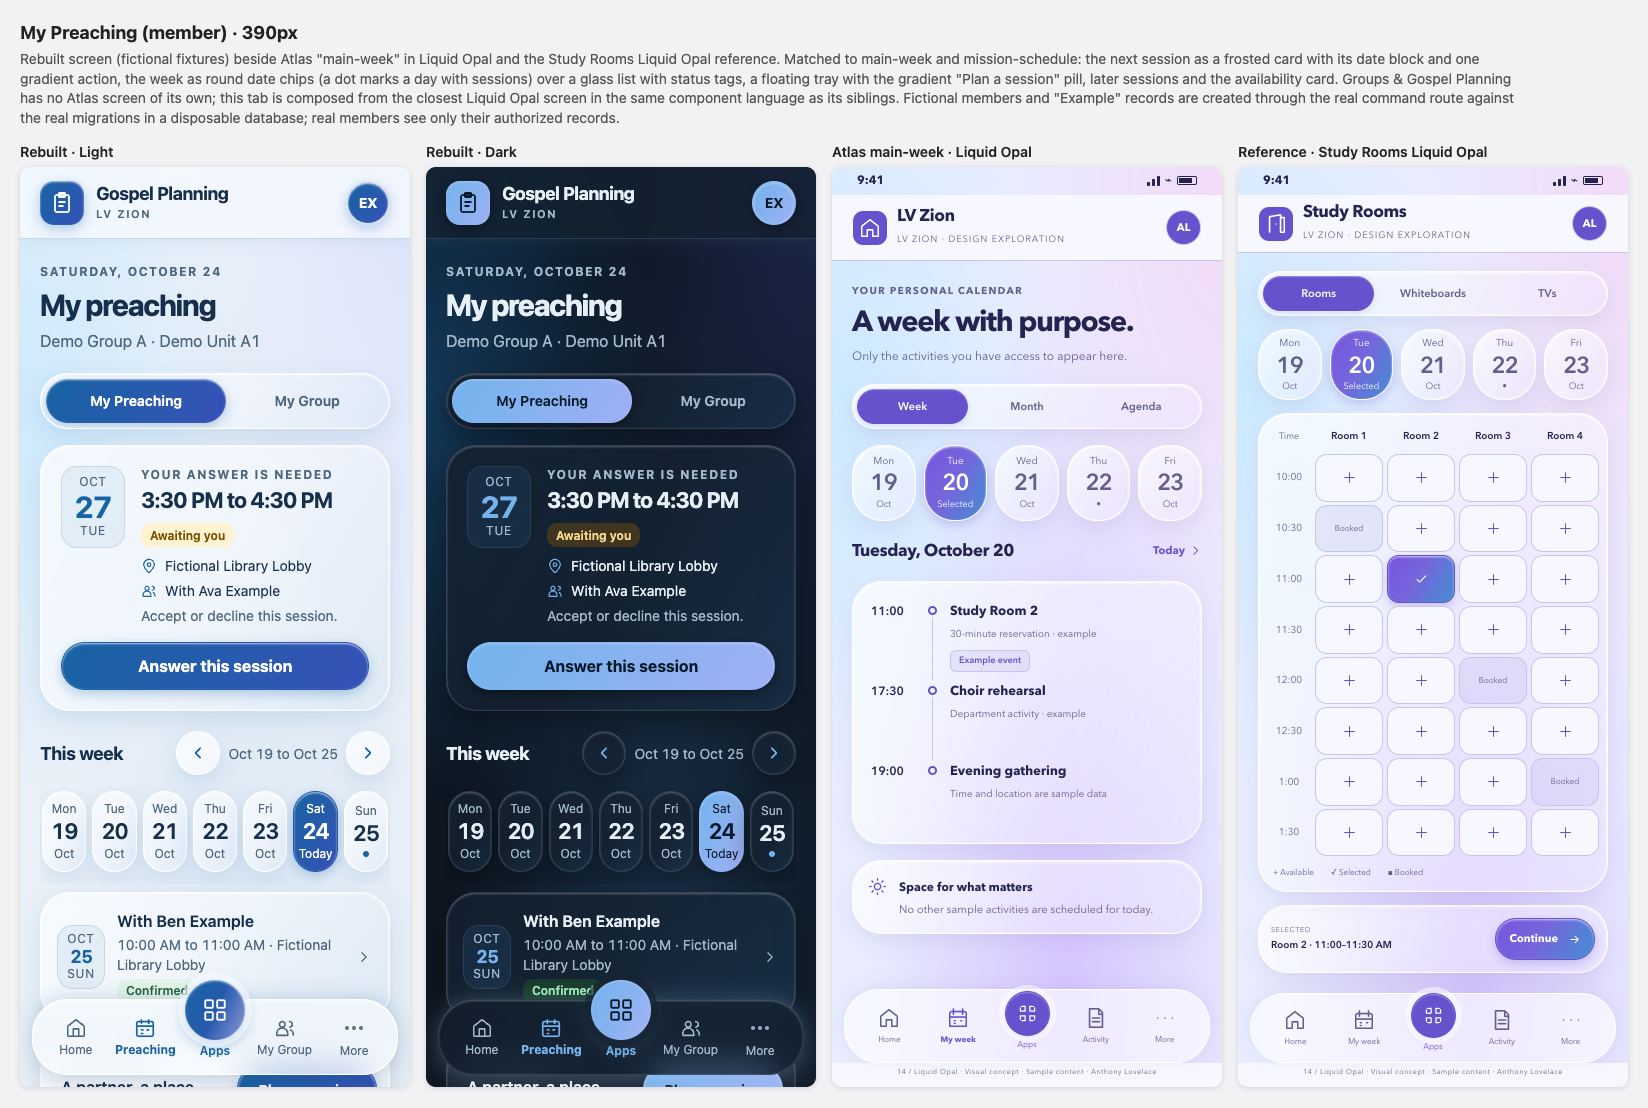 My Preaching (member) · 390px
Rebuilt screen (fictional fixtures) beside Atlas "main-week" in Liquid Opal and the Study Rooms Liquid Opal reference. Matched to main-week and mission-schedule: the next session as a frosted card with its date block and one
gradient action, the week as round date chips (a dot marks a day with sessions) over a glass list with status tags, a floating tray with the gradient "Plan a session" pill, later sessions and the availability card. Groups & Gospel Planning
has no Atlas screen of its own; this tab is composed from the closest Liquid Opal screen in the same component language as its siblings. Fictional members and "Example" records are created through the real command route against
the real migrations in a disposable database; real members see only their authorized records.
Rebuilt · Light
Gospel Planning
LV ZION
EX
SATURDAY, OCTOBER 24
My preaching
Demo Group A · Demo Unit A1
My Preaching
My Group
OCT
27
TUE
YOUR ANSWER IS NEEDED
3:30 PM to 4:30 PM
Awaiting you
Fictional Library Lobby
With Ava Example
Accept or decline this session.
Answer this session
This week
Oct 19 to Oct 25
Mon Tue Wed Thu Fri Sat Sun
19 20 21 22 23 24 25
Oct Oct Oct Oct Oct Today
OCT
25
SUN
With Ben Example
10:00 AM to 11:00 AM · Fictional
Library Lobby
Confirmed
Home Preaching Apps My Group More
A partner, a place
Rebuilt · Dark
Gospel Planning
LV ZION
EX
SATURDAY, OCTOBER 24
My preaching
Demo Group A · Demo Unit A1
My Preaching
My Group
OCT
27
TUE
YOUR ANSWER IS NEEDED
3:30 PM to 4:30 PM
Awaiting you
Fictional Library Lobby
With Ava Example
Accept or decline this session.
Answer this session
This week
Oct 19 to Oct 25
Mon Tue Wed Thu Fri Sat Sun
19 20 21 22 23 24 25
Oct Oct Oct Oct Oct Today
OCT
25
SUN
With Ben Example
10:00 AM to 11:00 AM · Fictional
Library Lobby
Confirmed
Home Preaching Apps My Group More
A partner, a place
Atlas main-week · Liquid Opal
9:41
LV Zion
LV ZION · DESIGN EXPLORATION
AL
YOUR PERSONAL CALENDAR
A week with purpose.
Only the activities you have access to appear here.
Week Month Agenda
Mon Tue Wed Thu Fri
19 20 21 22 23
Oct Selected Oct • Oct
Tuesday, October 20
Today
11:00 Study Room 2
30-minute reservation · example
Example event
17:30 Choir rehearsal
Department activity · example
19:00 Evening gathering
Time and location are sample data
Space for what matters
No other sample activities are scheduled for today.
Home My week Apps Activity More
14 / Liquid Opal · Visual concept · Sample content · Anthony Lovelace
Reference · Study Rooms Liquid Opal
9:41
Study Rooms
LV ZION · DESIGN EXPLORATION
AL
Rooms Whiteboards TVs
Mon Tue Wed Thu Fri
19 20 21 22 23
Oct Selected Oct • Oct
Time Room 1 Room 2 Room 3 Room 4
10:00 + + + +
10:30 Booked + + +
11:00 + ✓ + +
11:30 + + + +
12:00 + + Booked +
12:30 + + + +
1:00 + + + Booked
1:30 + + + +
+ Available ✓ Selected ■ Booked
SELECTED
Room 2 · 11:00–11:30 AM
Continue →
Home My week Apps Activity More
14 / Liquid Opal · Visual concept · Sample content · Anthony Lovelace